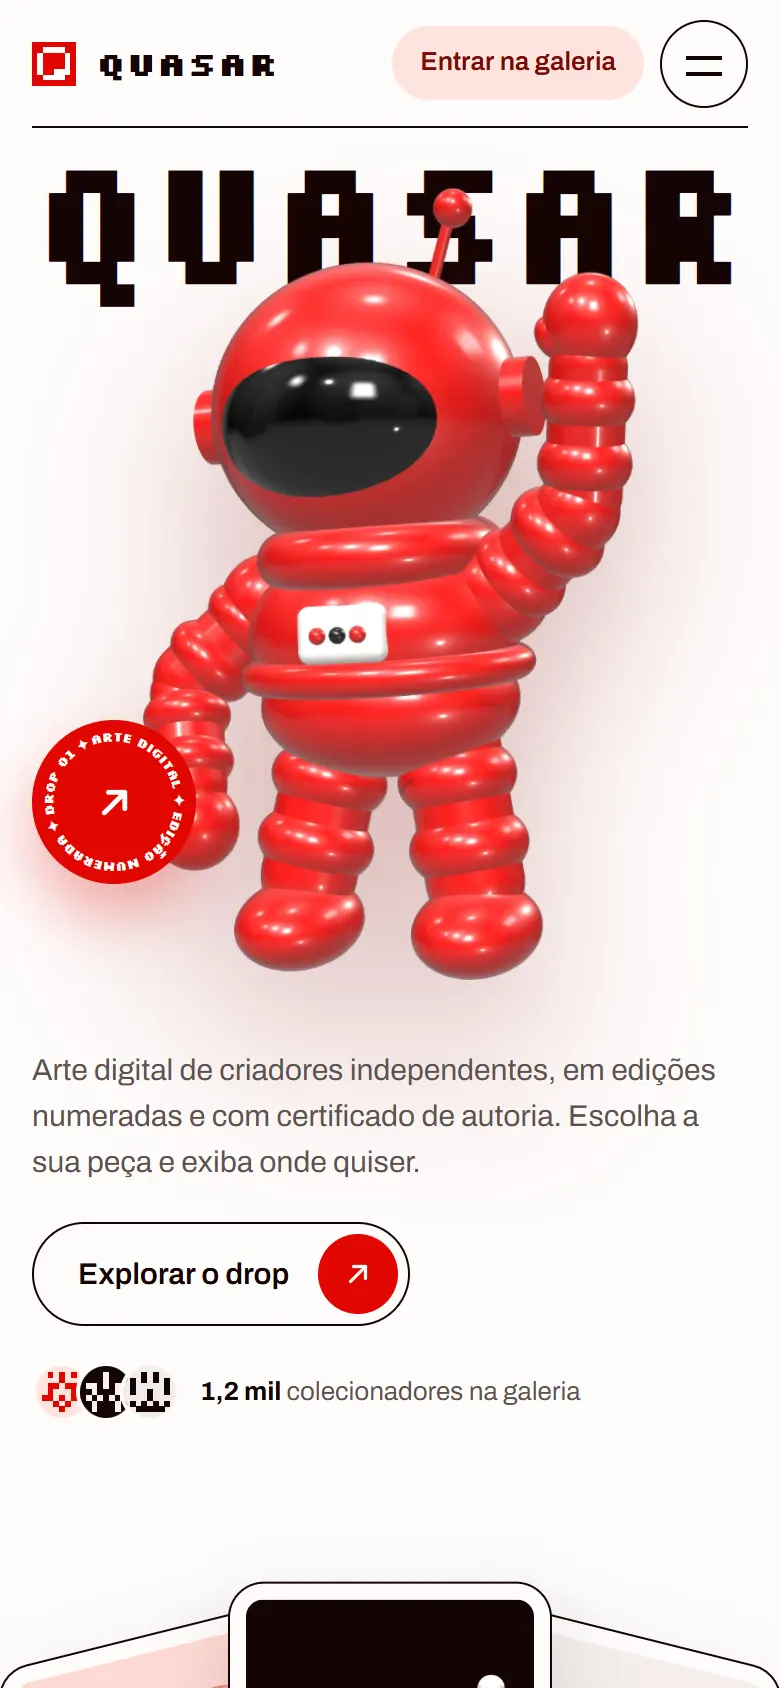 QUASAR
Entrar na galeria
QUASAR
DROP 01 ✦ ARTE DIGITAL ✦ EDIÇÃO NUMERADA ✦
Arte digital de criadores independentes, em edições
numeradas e com certificado de autoria. Escolha a
sua peça e exiba onde quiser.
Explorar o drop
1,2 mil colecionadores na galeria